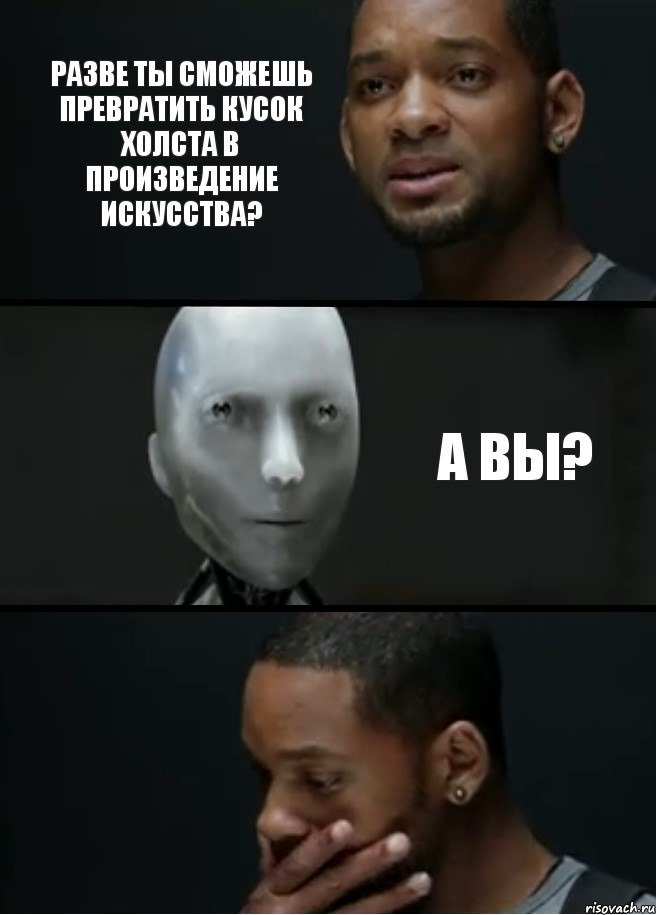 РАЗВЕ ТЫ СМОЖЕШЬ
ПРЕВРАТИТЬ КУСОК
ХОЛСТА В
ПРОИЗВЕДЕНИЕ
ИСКУССТВА?
А ВЫ?
risovach.ru